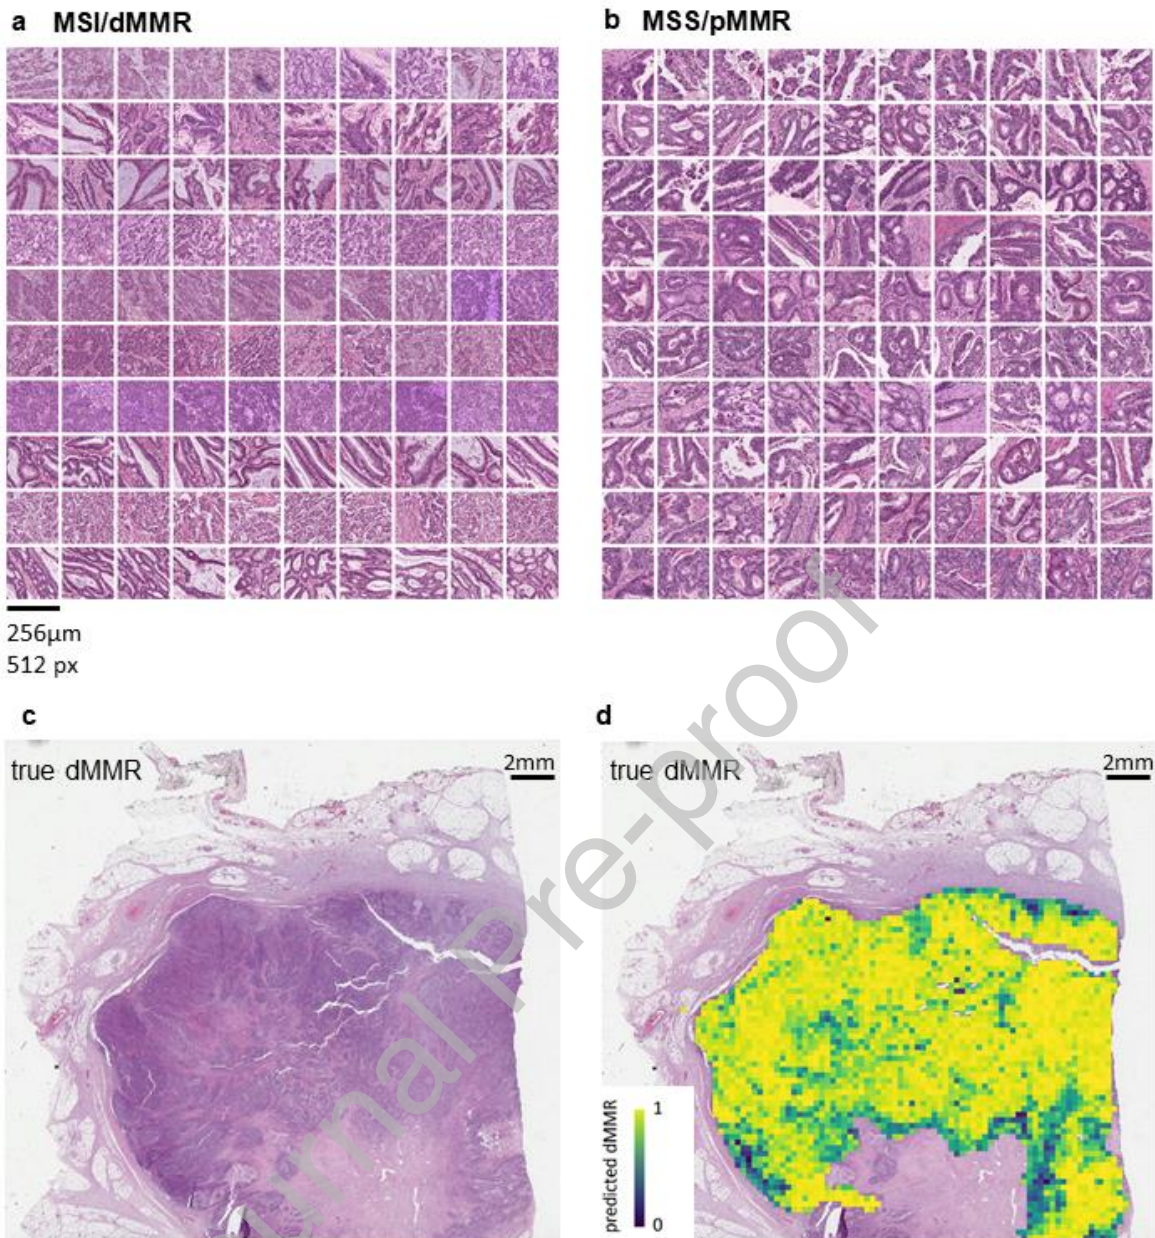 a MSI/dMMR
b MSS/pMMR
256µm
512 px
c
d
true dMMR
2mm
true dMMR
2mm
predicted dMMR
1
0
urnal Pre-proof